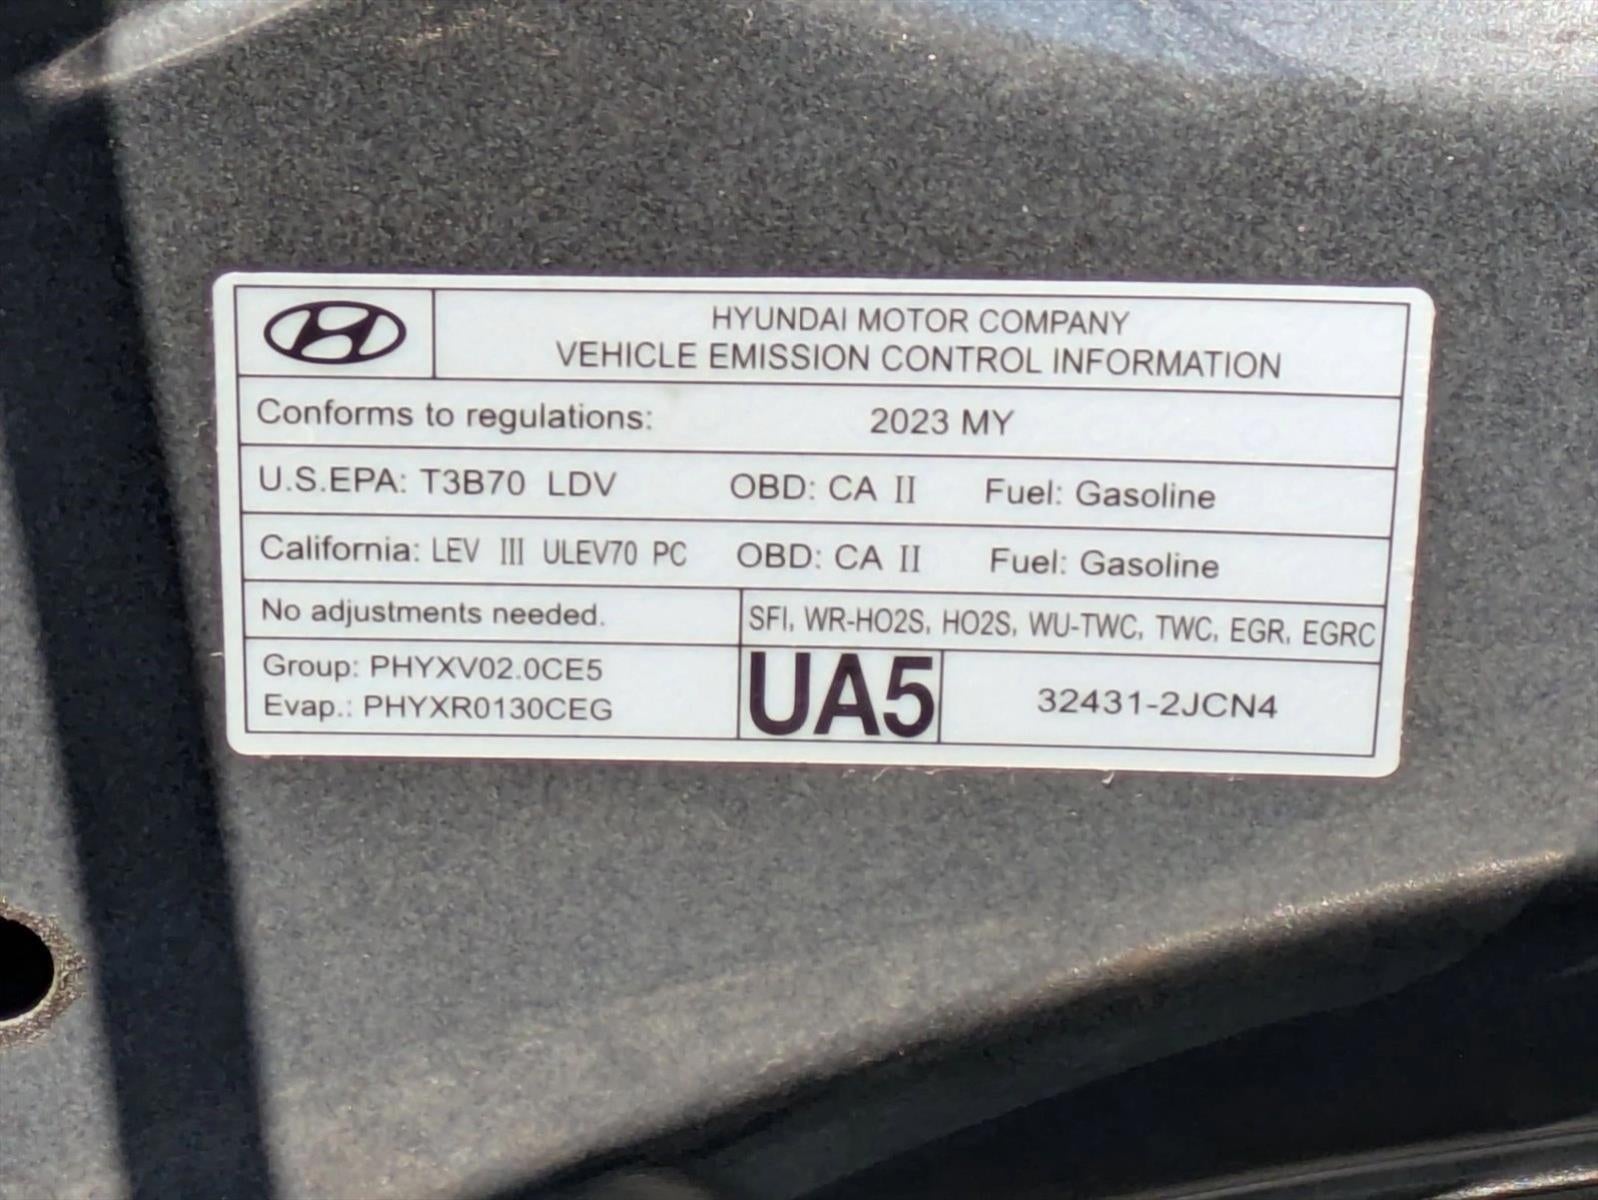 HYUNDAI MOTOR COMPANY
VEHICLE EMISSION CONTROL INFORMATION
Conforms to regulations: 2023 MY
U.S.EPA: T3B70 LDV OBD: CA II Fuel: Gasoline
California: LEV III ULEV70 PC OBD: CA II Fuel: Gasoline
No adjustments needed. SFI, WR-HO2S, HO2S, WU-TWC, TWC, EGR, EGRC
Group: PHYXV02.0CE5
Evap.: PHYXR0130CEG
UA5
32431-2JCN4